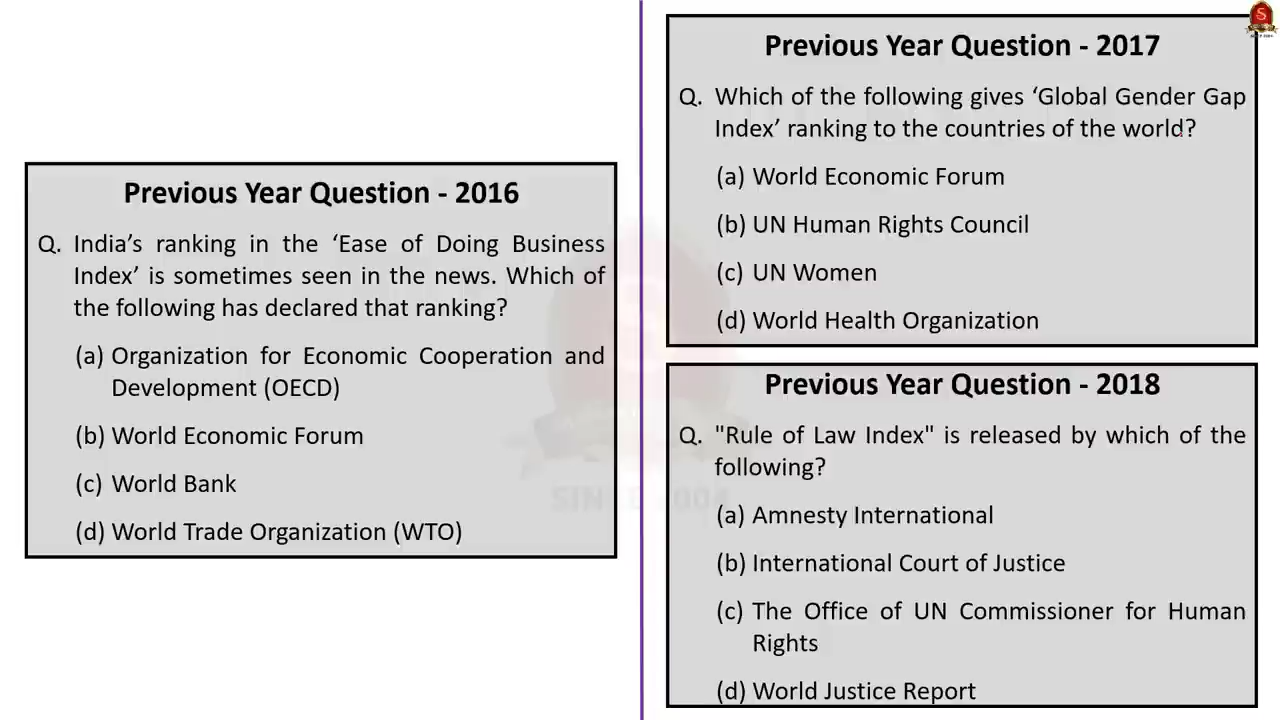 Previous Year Question - 2016
Q. India’s ranking in the ‘Ease of Doing Business
Index’ is sometimes seen in the news. Which of
the following has declared that ranking?
(a) Organization for Economic Cooperation and
Development (OECD)
(b) World Economic Forum
(c) World Bank
(d) World Trade Organization (WTO)
Previous Year Question - 2017
Q. Which of the following gives ‘Global Gender Gap
Index’ ranking to the countries of the world?
(a) World Economic Forum
(b) UN Human Rights Council
(c) UN Women
(d) World Health Organization
Previous Year Question - 2018
Q. "Rule of Law Index" is released by which of the
following?
(a) Amnesty International
(b) International Court of Justice
(c) The Office of UN Commissioner for Human
Rights
(d) World Justice Report
SINCE 2004